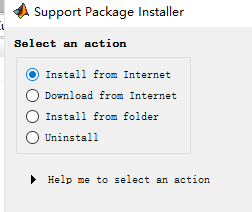 Support Package Installer
Select an action
Install from Internet
Download from Internet
Install from folder
Uninstall
Help me to select an action